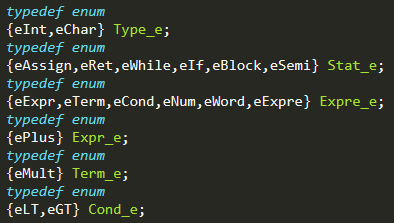 typedef enum
{eInt,eChar} Type_e;
typedef enum
{eAssign,eRet,eWhile,eIf,eBlock,eSemi} Stat_e;
typedef enum
{eExpr,eTerm,eCond,eNum,eWord,eExpre} Expre_e;
typedef enum
{ePlus} Expr_e;
typedef enum
{eMult} Term_e;
typedef enum
{eLT,eGT} Cond_e;